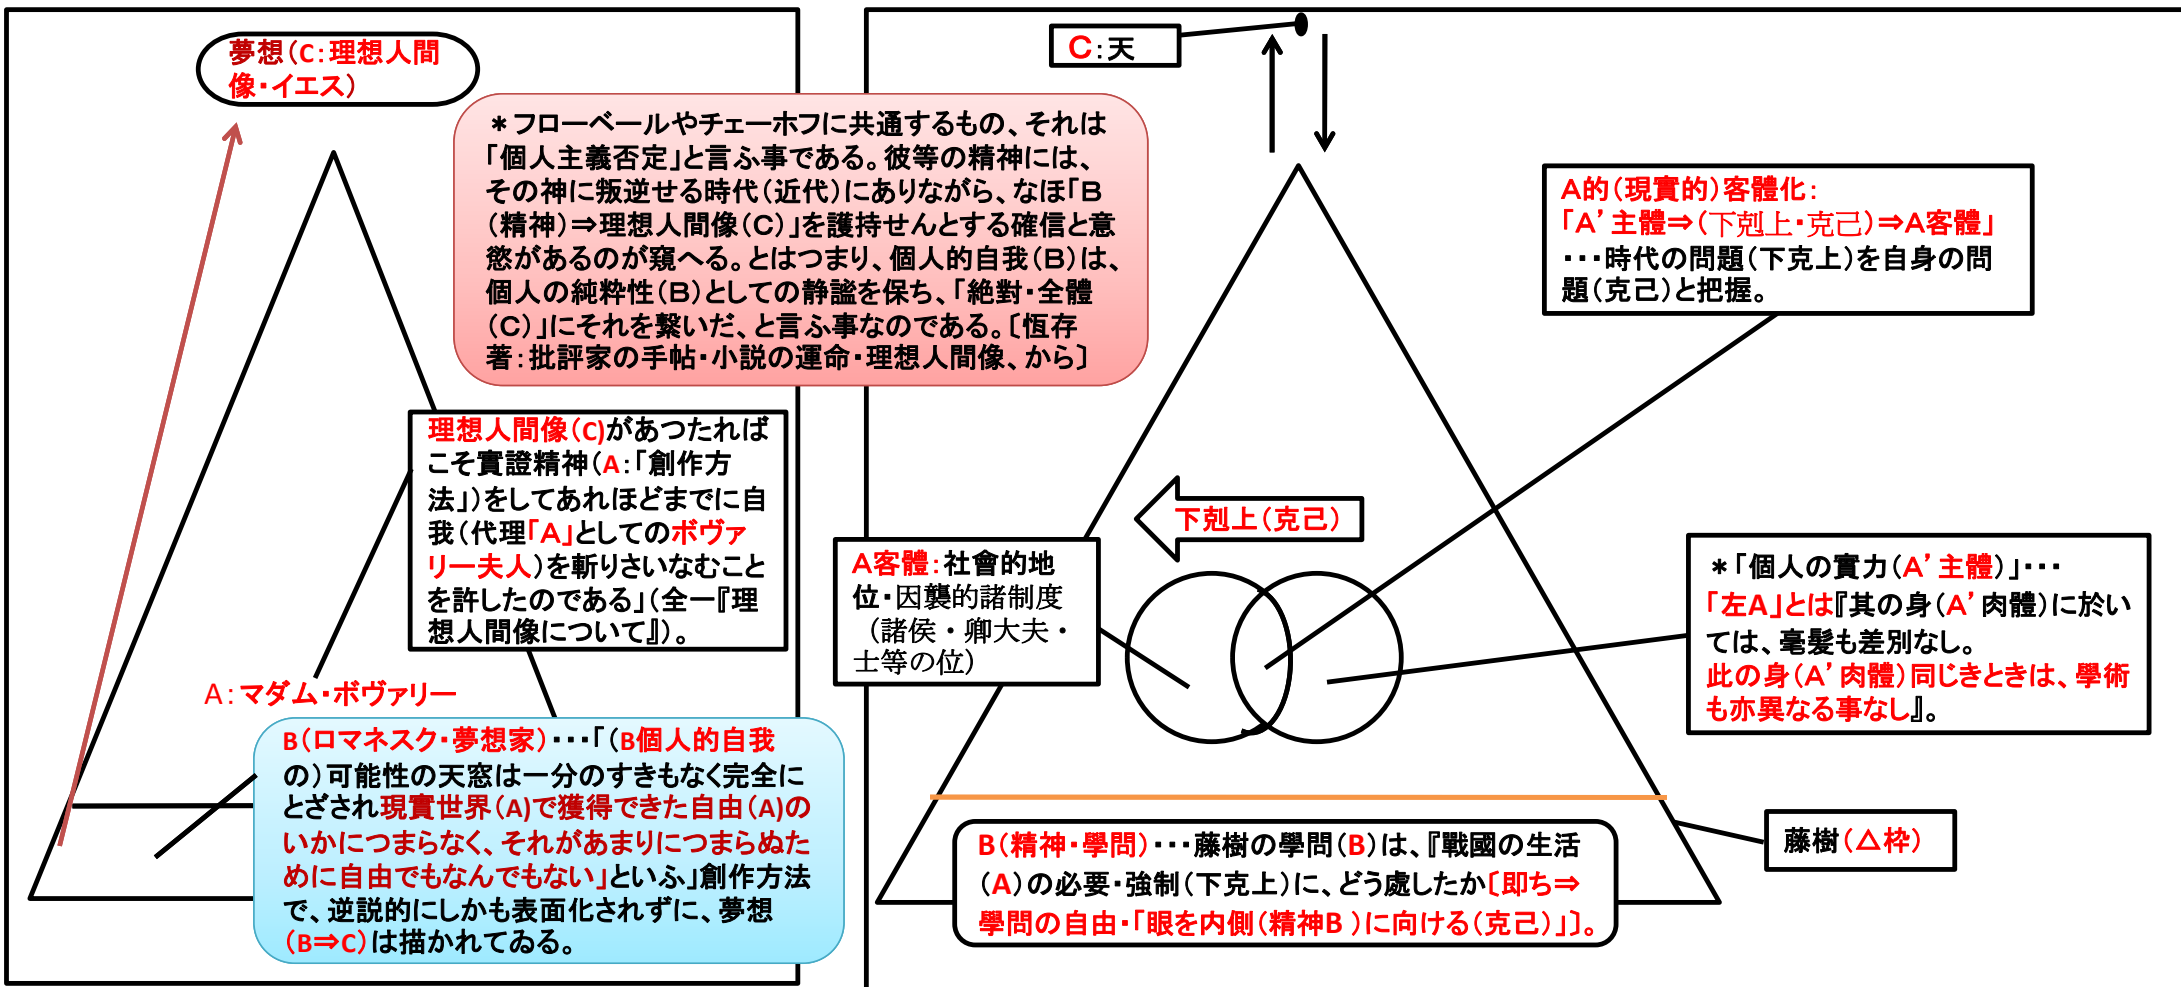 夢想(C:理想人間
像・イエス)
C:天
＊フローベールやチェーホフに共通するもの、それは
「個人主義否定」と言ふ事である。彼等の精神には、
その神に叛逆せる時代(近代)にありながら、なほ「B
(精神)⇒理想人間像(C)」を護持せんとする確信と意
慾があるのが窺へる。とはつまり、個人的自我(B)は、
個人の純粋性(B)としての静謐を保ち、「絶對・全體
(C)」にそれを繋いだ、と言ふ事なのである。〔恆存
著:批評家の手帖・小説の運命・理想人間像、から〕
A的(現實的)客體化:
「A’主體⇒(下剋上・克己)⇒A客體」
・・・時代の問題(下克上)を自身の問
題(克己)と把握。
理想人間像(C)があつたれば
こそ實證精神(A:「創作方
法」)をしてあれほどまでに自
我(代理「A」としてのボヴァ
リー夫人)を斬りさいなむこと
を許したのである」(全一『理
想人間像について』)。
下剋上(克己)
A客體:社會的地
位・因襲的諸制度
(諸侯・卿大夫・
士等の位)
＊「個人の實力(A’主體)」・・・
「左A」とは『其の身(A’肉體)に於い
ては、毫髮も差別なし。
此の身(A’肉體)同じきときは、學術
も亦異なる事なし』。
A:マダム・ボヴァリー
B(ロマネスク・夢想家)・・・「(B個人的自我
の)可能性の天窓は一分のすきもなく完全に
とざされ現實世界(A)で獲得できた自由(A)の
いかにつまらなく、それがあまりにつまらぬた
めに自由でもなんでもない」といふ」創作方法
で、逆説的にしかも表面化されずに、夢想
(B⇒C)は描かれてゐる。
B(精神・學問)・・・藤樹の學問(B)は、『戰國の生活
(A)の必要・強制(下克上)に、どう處したか〔即ち⇒
學問の自由・「眼を内側(精神B )に向ける(克己)」〕。
藤樹(△枠)